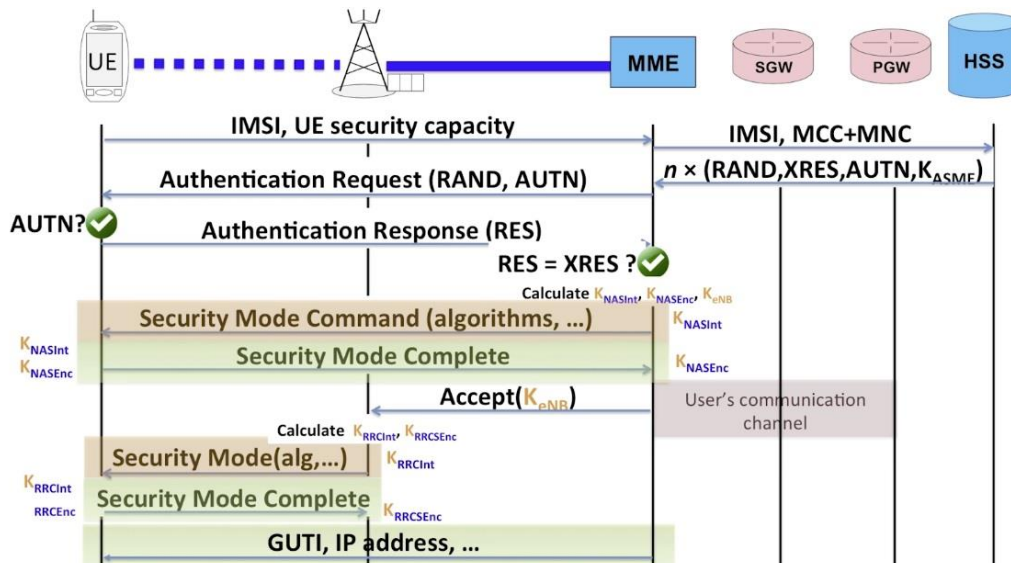 UE
MME
SGW
PGW
HSS
IMSI, UE security capacity
IMSI, MCC+MNC
n × (RAND,XRES,AUTN,KASME)
Authentication Request (RAND, AUTN)
AUTN?
Authentication Response (RES)
RES = XRES ?
Calculate KNASInt, KNASEnc, KeNB
Security Mode Command (algorithms, ...)
KNASInt
KNASInt
KNASEnc
Security Mode Complete
KNASEnc
Accept(KeNB)
User's communication
channel
Calculate KRRCInt, KRRCSEnc
Security Mode(alg,...)
KRRCInt
KRRCInt
RRCEnc
Security Mode Complete
KRRCSEnc
GUTI, IP address, ...